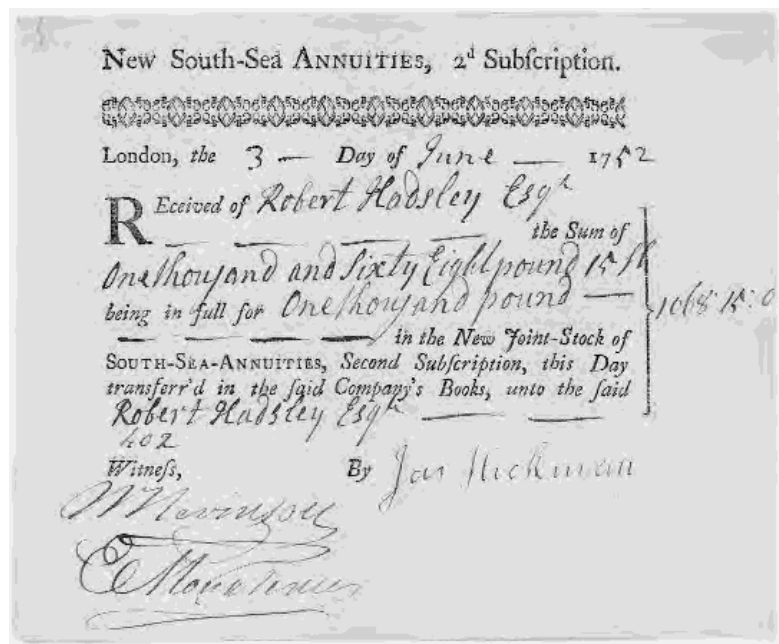 New South-Sea ANNUITIES, 2d Subſcription.
London, the 3 — Day of June — 1752
REceived of Robert Hadsley Esqr
the Sum of
One thousand and Sixty Eight pound 15 sh
being in full for One thousand pound —
1068:15:0
in the New Joint-Stock of
SOUTH-SEA-ANNUITIES, Second Subſcription, this Day
transferr'd in the ſaid Company's Books, unto the ſaid
Robert Hadsley Esqr
402
Witneſs, By Jas Hickman